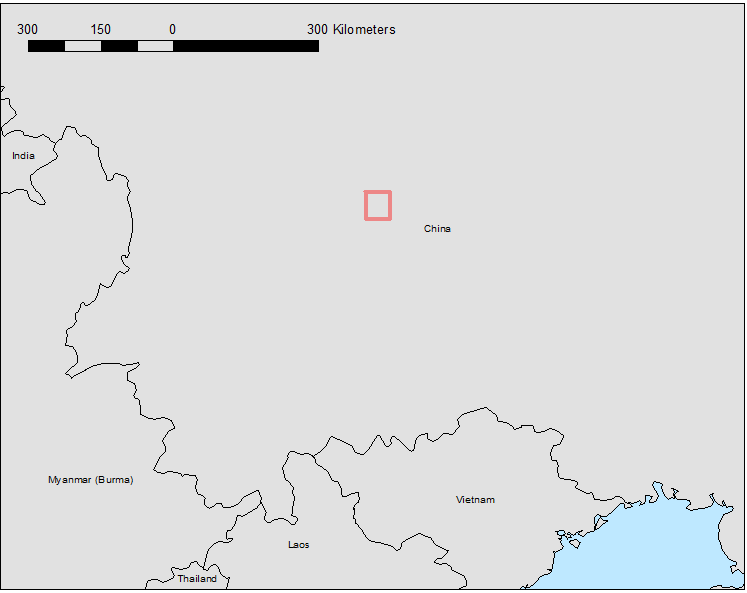 300 150 0 300 Kilometers
India
China
Myanmar (Burma)
Vietnam
Laos
Thailand